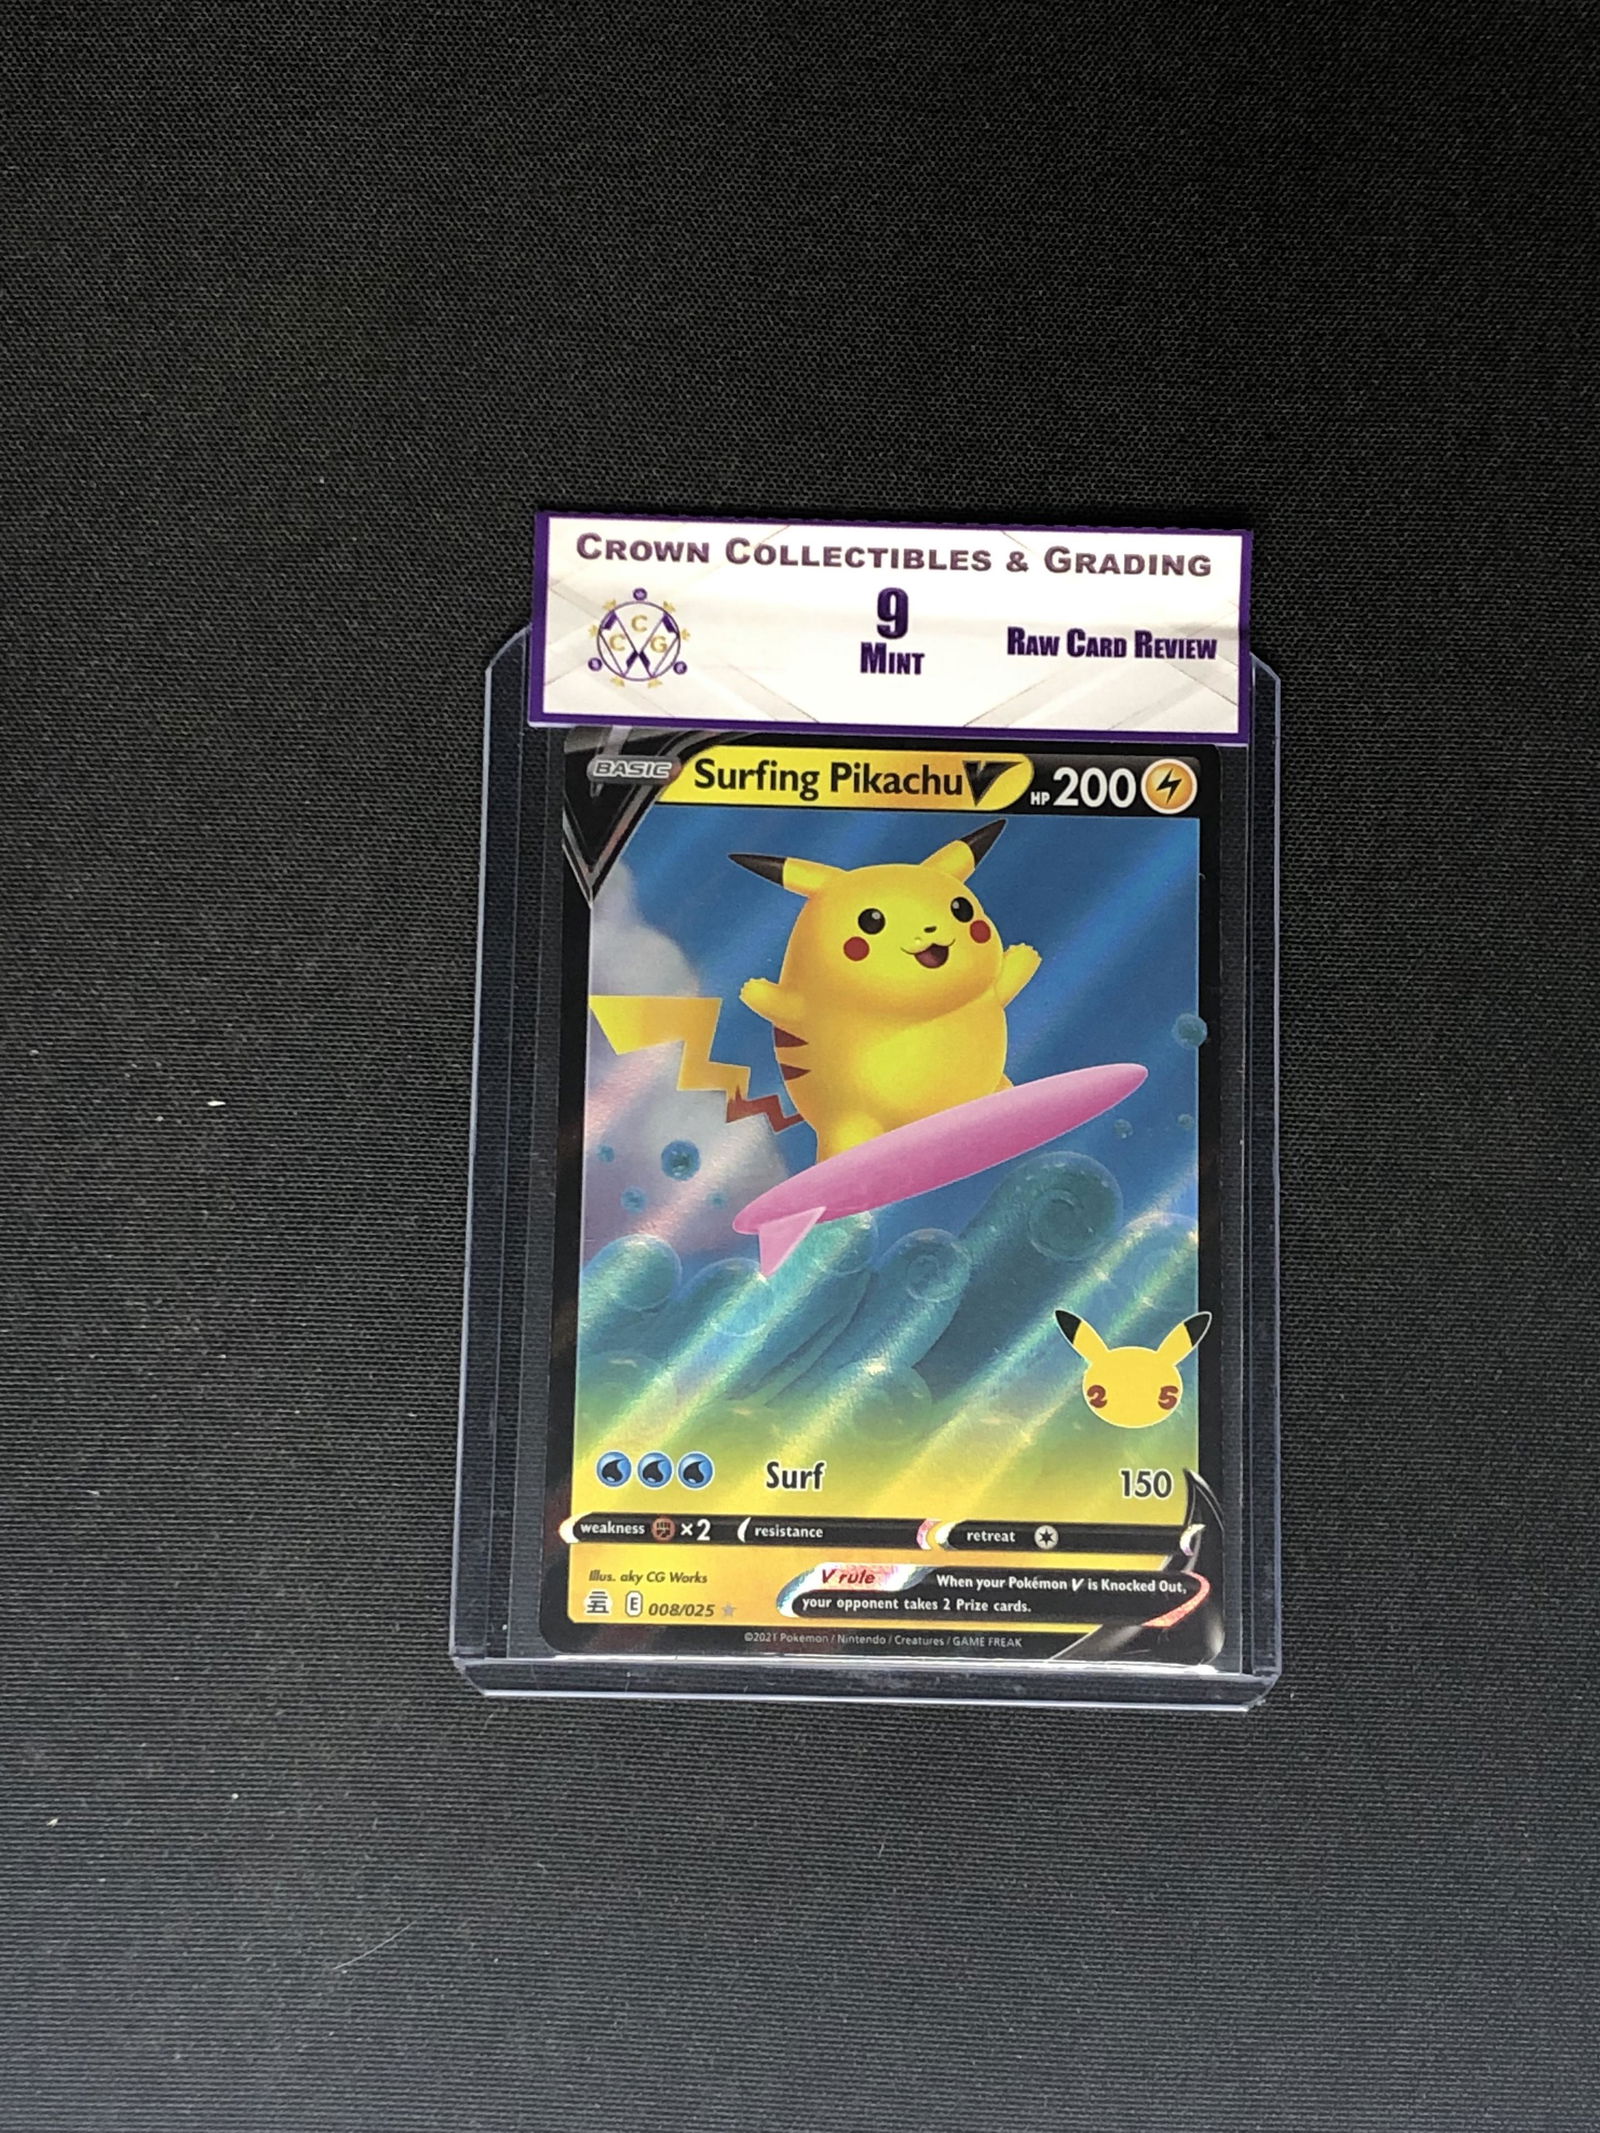 CROWN COLLECTIBLES & GRADING
C
C G
9
MINT
RAW CARD REVIEW
BASIC
Surfing Pikachu V
HP 200
2 5
Surf 150
weakness ×2 resistance retreat
Illus. aky CG Works
V rule When your Pokémon V is Knocked Out,
your opponent takes 2 Prize cards.
E 008/025
©2021 Pokémon / Nintendo / Creatures / GAME FREAK